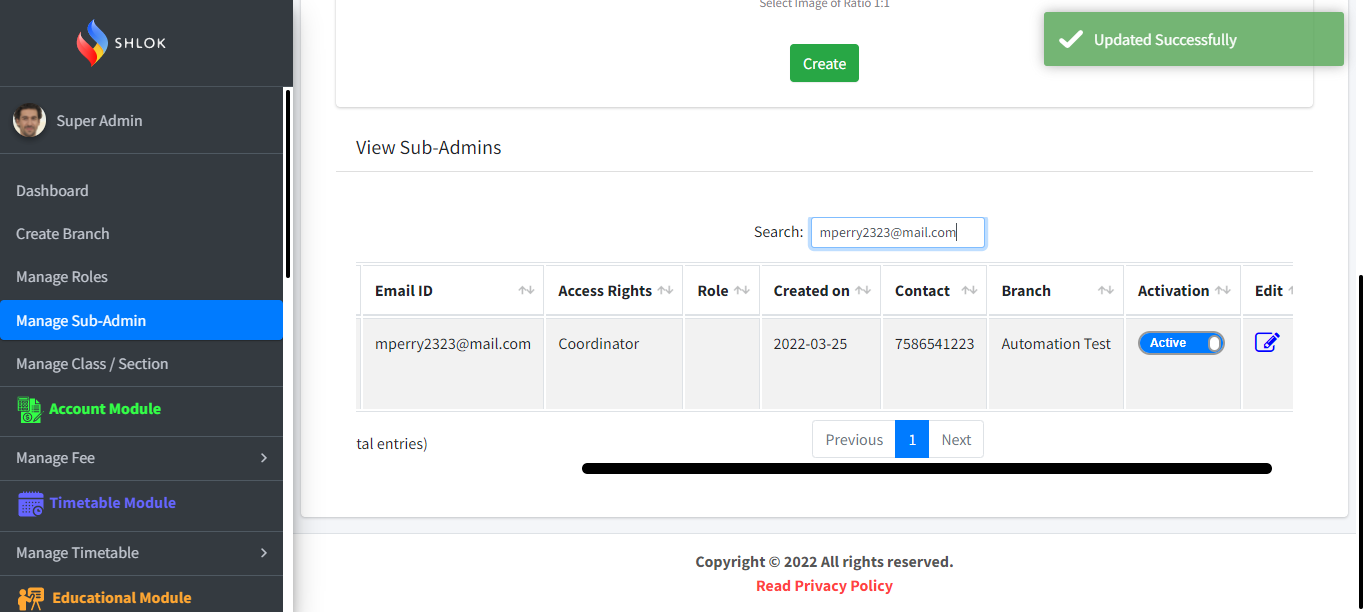 SHLOK
Super Admin
Dashboard
Create Branch
Manage Roles
Manage Sub-Admin
Manage Class / Section
Account Module
Manage Fee
Timetable Module
Manage Timetable
Educational Module
Select Image of Ratio 1:1
Updated Successfully
Create
View Sub-Admins
Search: mperry2323@mail.com
Email ID Access Rights Role Created on Contact Branch Activation Edit
mperry2323@mail.com Coordinator 2022-03-25 7586541223 Automation Test Active
tal entries)
Previous 1 Next
Copyright © 2022 All rights reserved.
Read Privacy Policy